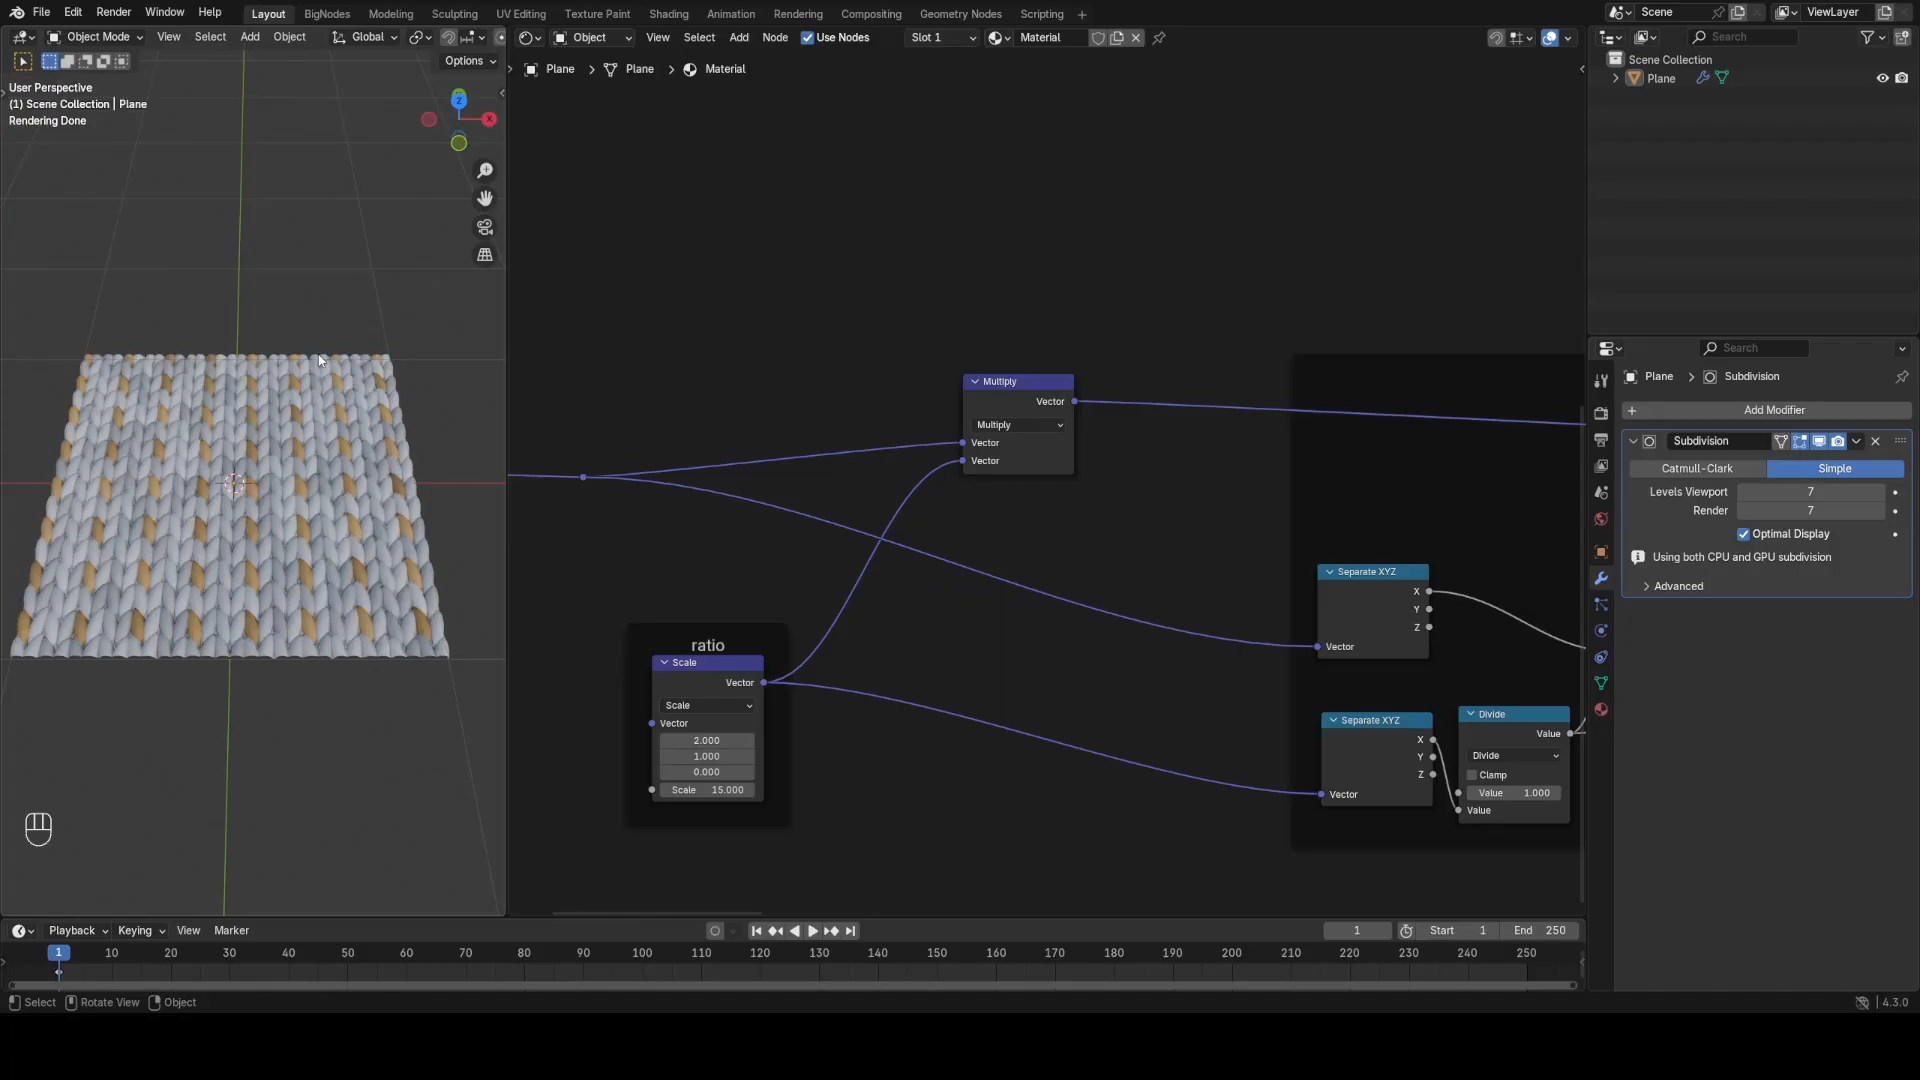 File Edit Render Window Help Layout BigNodes Modeling Sculpting UV Editing Texture Paint Shading Animation Rendering Compositing Geometry Nodes Scripting + Scene ViewLayer
Object Mode View Select Add Object Global
Object View Select Add Node Use Nodes Slot 1 Material
Search
Options
Plane > Plane > Material
Scene Collection
Plane
User Perspective
(1) Scene Collection | Plane
Rendering Done
Z
X
Search
Plane > Subdivision
+ Add Modifier
Subdivision
Catmull-Clark Simple
Levels Viewport 7
Render 7
Optimal Display
Using both CPU and GPU subdivision
Advanced
Multiply
Vector
Multiply
Vector
Vector
Separate XYZ
X
Y
Z
Vector
ratio
Scale
Vector
Scale
Vector
2.000
1.000
0.000
Scale 15.000
Separate XYZ
X
Y
Z
Vector
Divide
Value
Divide
Clamp
Value 1.000
Value
Playback Keying View Marker 1 Start 1 End 250
1 10 20 30 40 50 60 70 80 90 100 110 120 130 140 150 160 170 180 190 200 210 220 230 240 250
Select Rotate View Object 4.3.0